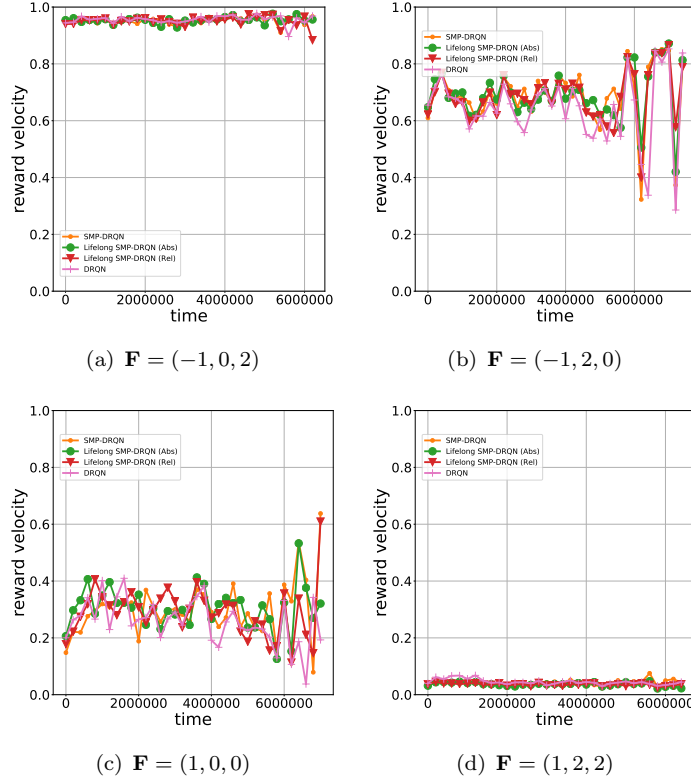 1.0
0.8
0.6
0.4
0.2
0.0
reward velocity
SMP-DRQN
Lifelong SMP-DRQN (Abs)
Lifelong SMP-DRQN (Rel)
DRQN
0 2000000 4000000 6000000
time
(a) F = (−1, 0, 2)
1.0
0.8
0.6
0.4
0.2
0.0
reward velocity
SMP-DRQN
Lifelong SMP-DRQN (Abs)
Lifelong SMP-DRQN (Rel)
DRQN
0 2000000 4000000 6000000
time
(b) F = (−1, 2, 0)
1.0
0.8
0.6
0.4
0.2
0.0
reward velocity
SMP-DRQN
Lifelong SMP-DRQN (Abs)
Lifelong SMP-DRQN (Rel)
DRQN
0 2000000 4000000 6000000
time
(c) F = (1, 0, 0)
1.0
0.8
0.6
0.4
0.2
0.0
reward velocity
SMP-DRQN
Lifelong SMP-DRQN (Abs)
Lifelong SMP-DRQN (Rel)
DRQN
0 2000000 4000000 6000000
time
(d) F = (1, 2, 2)